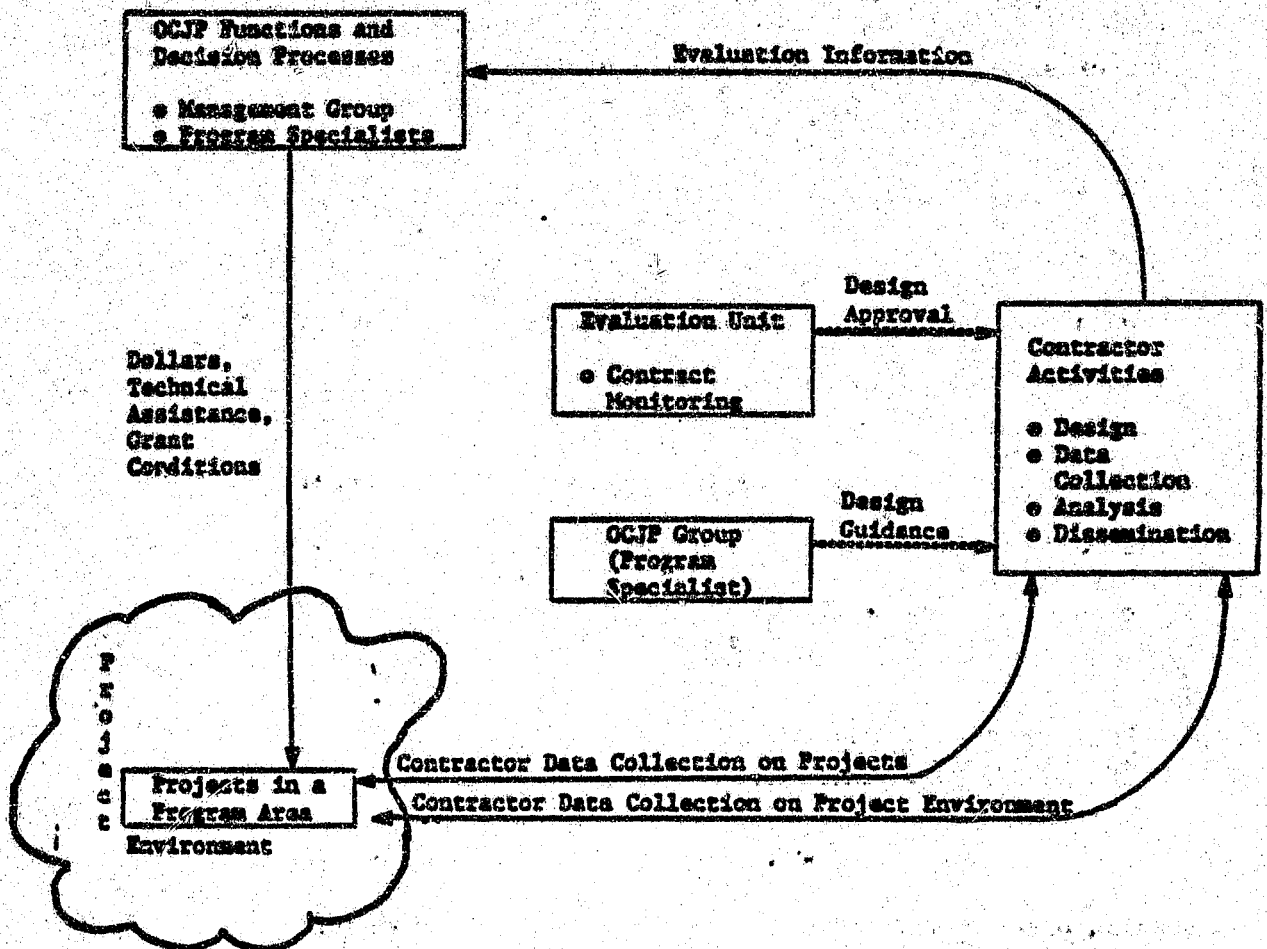 OCJP Functions and
Decision Processes
• Management Group
• Program Specialists
Evaluation Information
Dollars,
Technical
Assistance,
Grant
Conditions
Evaluation Unit
• Contract
Monitoring
Design
Approval
Contractor
Activities
• Design
• Data
Collection
• Analysis
• Dissemination
OCJP Group
(Program
Specialist)
Design
Guidance
Project
Projects in a
Program Area
Environment
Contractor Data Collection on Projects
Contractor Data Collection on Project Environment